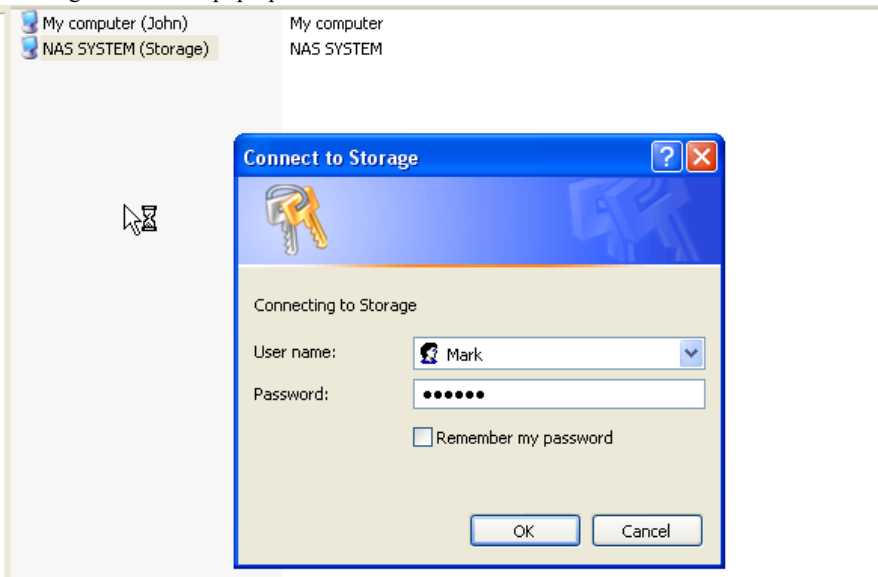 My computer (John) My computer
NAS SYSTEM (Storage) NAS SYSTEM
Connect to Storage
Connecting to Storage
User name: Mark
Password: ●●●●●●
Remember my password
OK Cancel